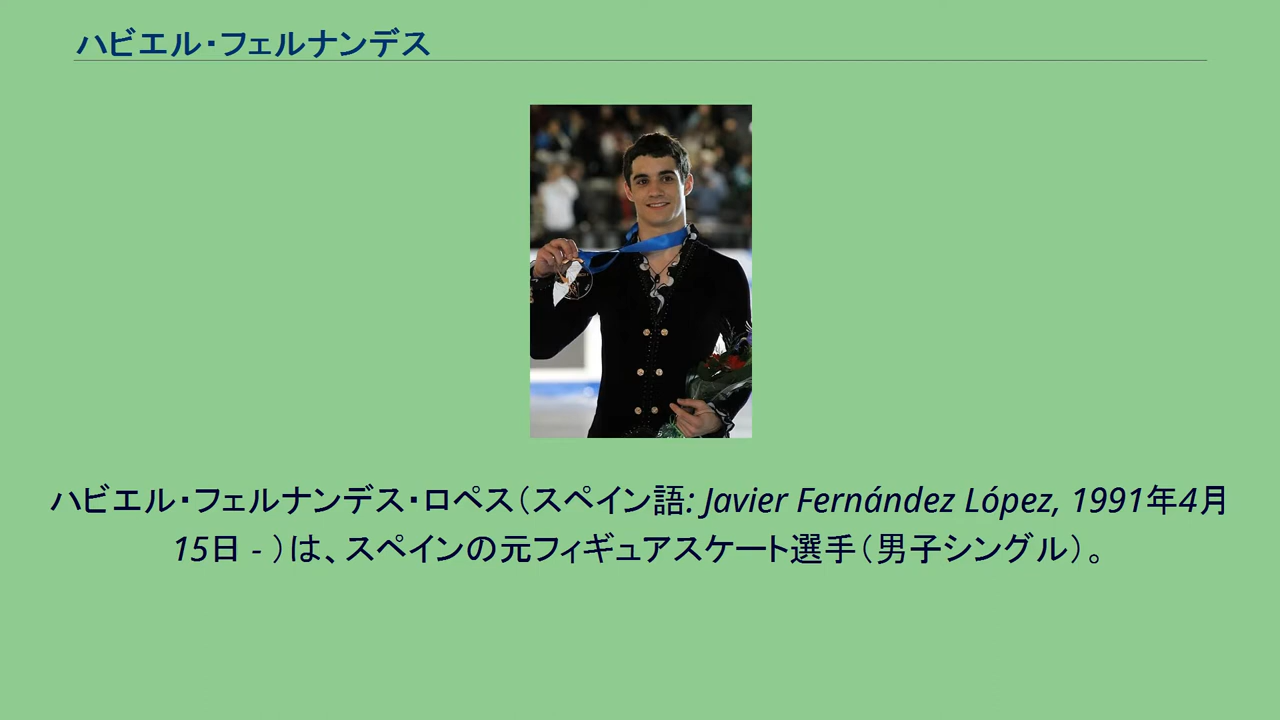 ハビエル・フェルナンデス
ハビエル・フェルナンデス・ロペス（スペイン語: Javier Fernández López, 1991年4月
15日 - ）は、スペインの元フィギュアスケート選手（男子シングル）。